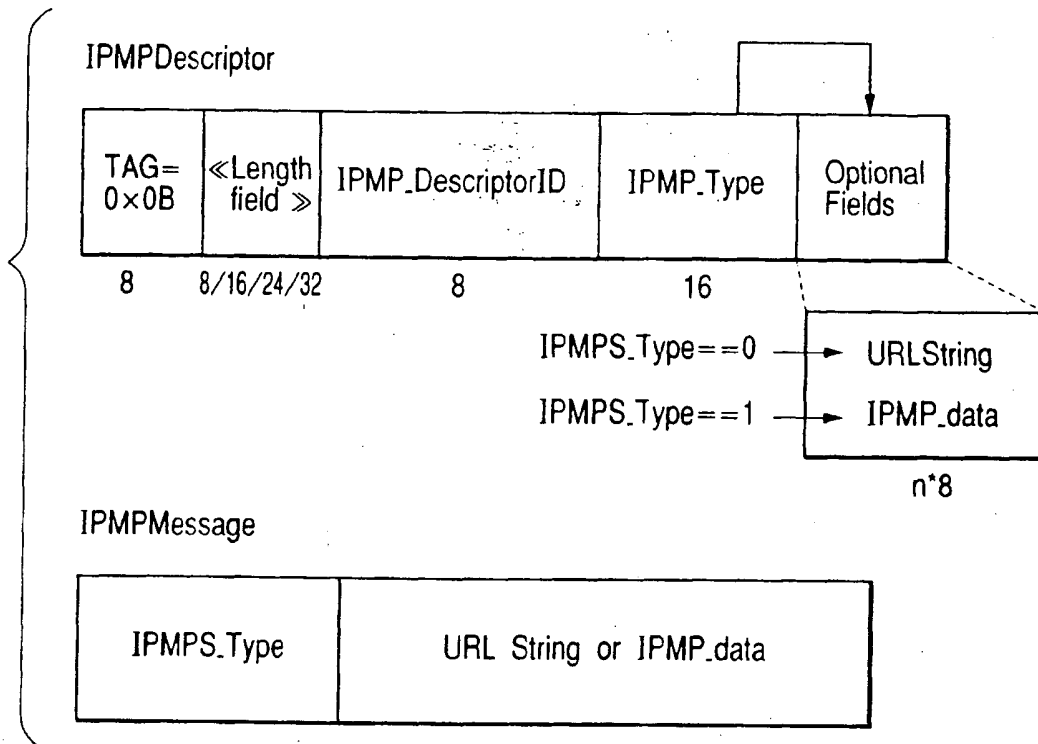 IPMPDescriptor
TAG=
0×0B
≪Length
field ≫
IPMP_DescriptorID
IPMP_Type
Optional
Fields
8
8/16/24/32
8
16
IPMPS_Type==0
URLString
IPMPS_Type==1
IPMP_data
n*8
IPMPMessage
IPMPS_Type
URL String or IPMP_data